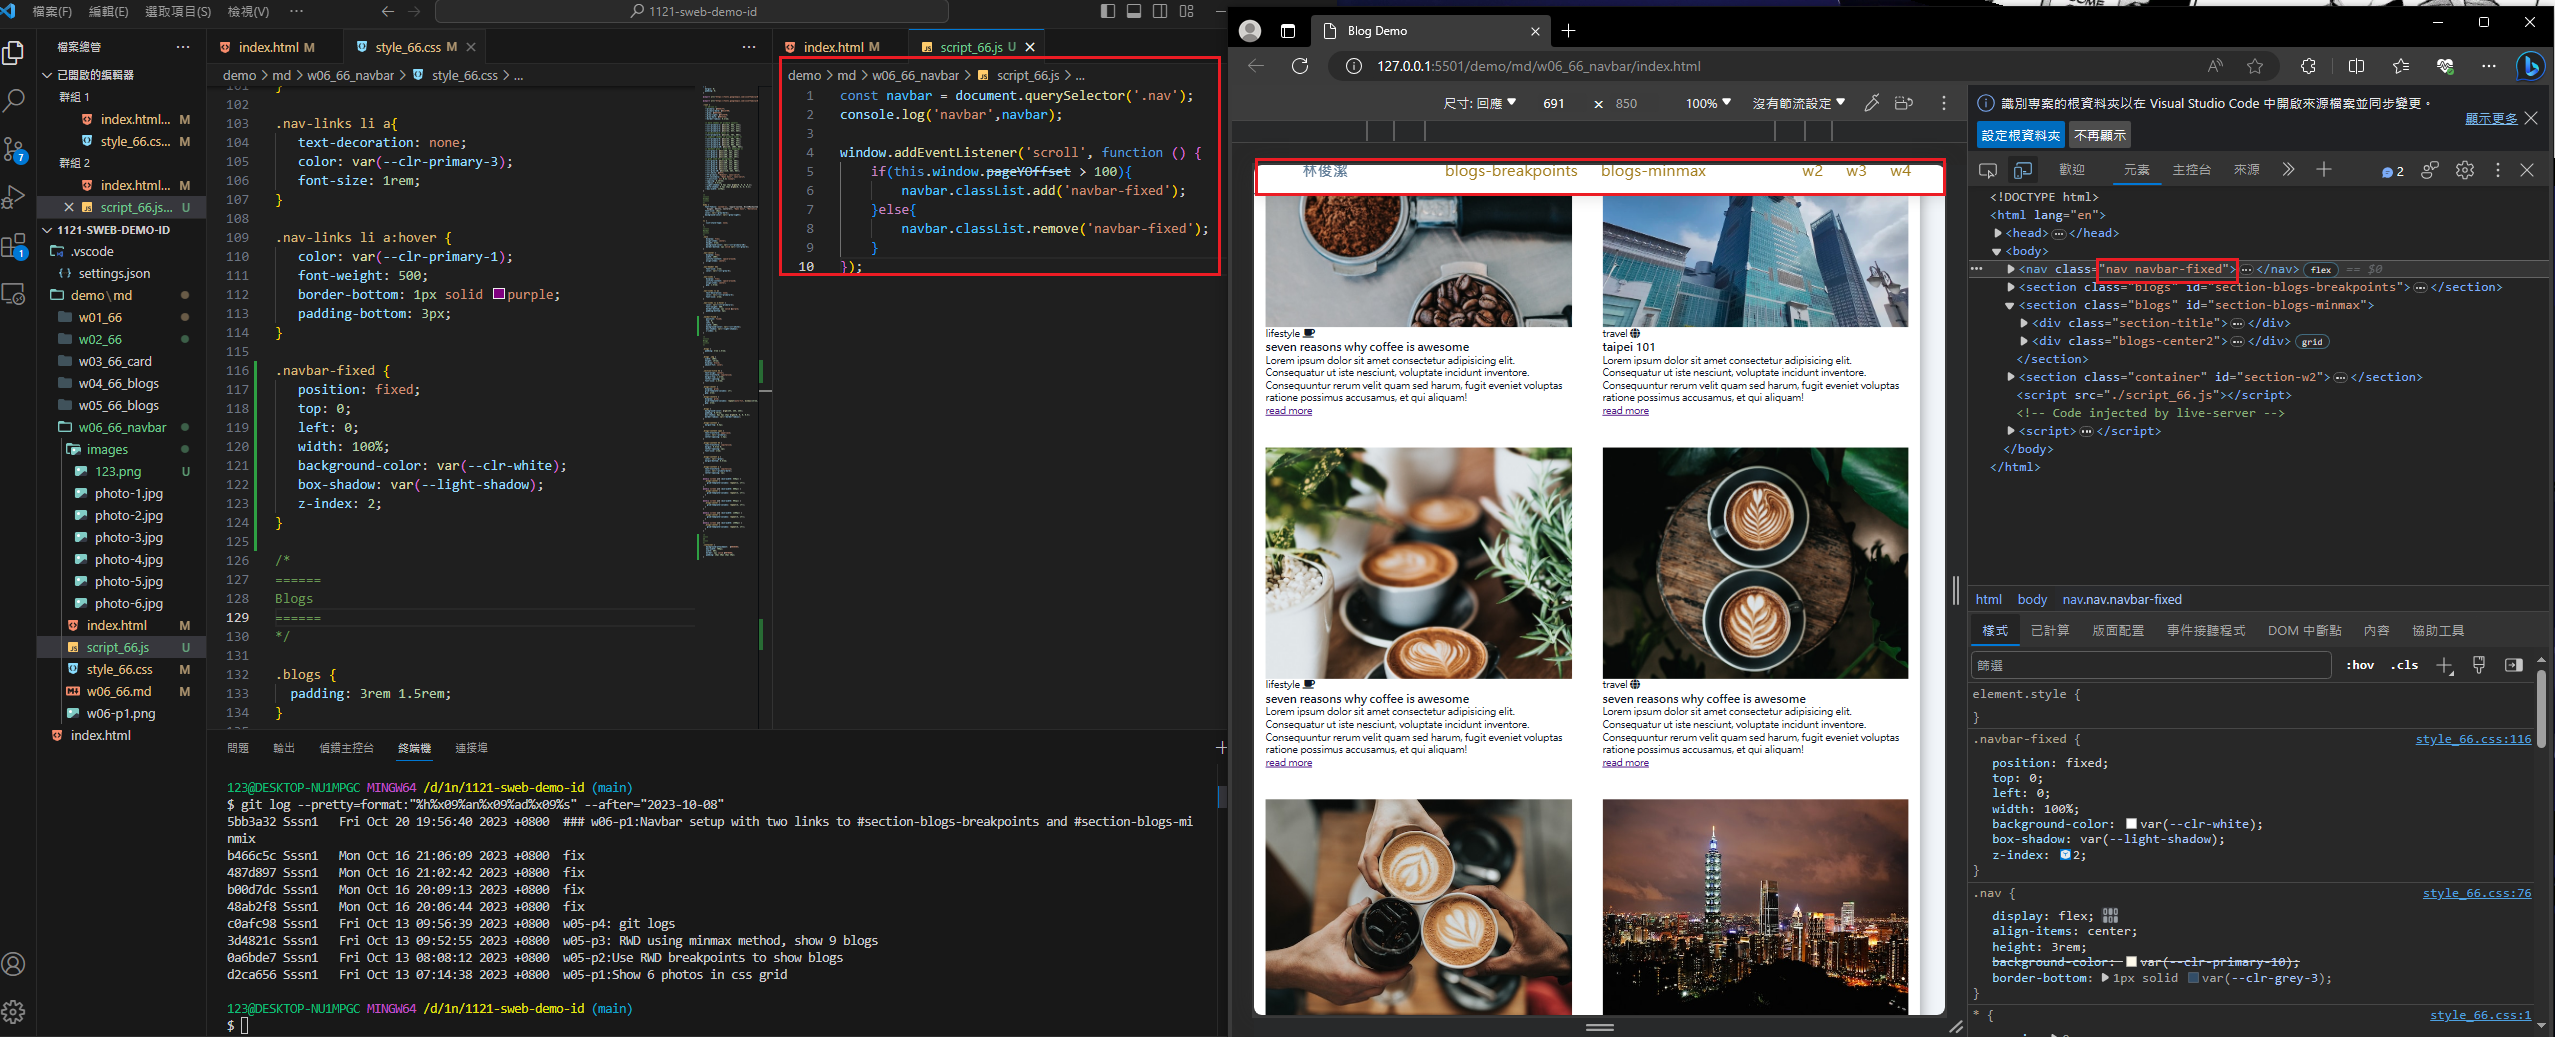 檔案(F) 編輯(E) 選取項目(S) 檢視(V) ··· 1121-sweb-demo-id
檔案總管
已開啟的編輯器
群組 1
index.html... M
style_66.cs... M
群組 2
index.html... M
script_66.js... U
1121-SWEB-DEMO-ID
.vscode
settings.json
demo\md
w01_66
w02_66
w03_66_card
w04_66_blogs
w05_66_blogs
w06_66_navbar
images
123.png U
photo-1.jpg
photo-2.jpg
photo-3.jpg
photo-4.jpg
photo-5.jpg
photo-6.jpg
index.html M
script_66.js U
style_66.css M
w06_66.md M
w06-p1.png
index.html
7
1
index.html M style_66.css M
demo > md > w06_66_navbar > style_66.css > ...
101 }
102
103 .nav-links li a{
104 text-decoration: none;
105 color: var(--clr-primary-3);
106 font-size: 1rem;
107 }
108
109 .nav-links li a:hover {
110 color: var(--clr-primary-1);
111 font-weight: 500;
112 border-bottom: 1px solid purple;
113 padding-bottom: 3px;
114 }
115
116 .navbar-fixed {
117 position: fixed;
118 top: 0;
119 left: 0;
120 width: 100%;
121 background-color: var(--clr-white);
122 box-shadow: var(--light-shadow);
123 z-index: 2;
124 }
125
126 /*
127 ======
128 Blogs
129 ======
130 */
131
132 .blogs {
133 padding: 3rem 1.5rem;
134 }
index.html M script_66.js U
demo > md > w06_66_navbar > script_66.js > ...
1 const navbar = document.querySelector('.nav');
2 console.log('navbar',navbar);
3
4 window.addEventListener('scroll', function () {
5 if(this.window.pageYOffset > 100){
6 navbar.classList.add('navbar-fixed');
7 }else{
8 navbar.classList.remove('navbar-fixed');
9 }
10 });
問題 輸出 偵錯主控台 終端機 連接埠
123@DESKTOP-NU1MPGC MINGW64 /d/1n/1121-sweb-demo-id (main)
$ git log --pretty=format:"%h%x09%an%x09%ad%x09%s" --after="2023-10-08"
5bb3a32 Sssn1 Fri Oct 20 19:56:40 2023 +0800 ### w06-p1:Navbar setup with two links to #section-blogs-breakpoints and #section-blogs-mi
nmix
b466c5c Sssn1 Mon Oct 16 21:06:09 2023 +0800 fix
487d897 Sssn1 Mon Oct 16 21:02:42 2023 +0800 fix
b00d7dc Sssn1 Mon Oct 16 20:09:13 2023 +0800 fix
48ab2f8 Sssn1 Mon Oct 16 20:06:44 2023 +0800 fix
c0afc98 Sssn1 Fri Oct 13 09:56:39 2023 +0800 w05-p4: git logs
3d4821c Sssn1 Fri Oct 13 09:52:55 2023 +0800 w05-p3: RWD using minmax method, show 9 blogs
0a6bde7 Sssn1 Fri Oct 13 08:08:12 2023 +0800 w05-p2:Use RWD breakpoints to show blogs
d2ca656 Sssn1 Fri Oct 13 07:14:38 2023 +0800 w05-p1:Show 6 photos in css grid
123@DESKTOP-NU1MPGC MINGW64 /d/1n/1121-sweb-demo-id (main)
$
Blog Demo
127.0.0.1:5501/demo/md/w06_66_navbar/index.html
尺寸: 回應 691 × 850 100% 沒有節流設定
林俊潔 blogs-breakpoints blogs-minmax w2 w3 w4
lifestyle
seven reasons why coffee is awesome
Lorem ipsum dolor sit amet consectetur adipisicing elit.
Consequatur ut iste nesciunt, voluptate incidunt inventore.
Consequuntur rerum velit quam sed harum, fugit eveniet voluptas
ratione possimus accusamus, et qui aliquam!
read more
travel
taipei 101
Lorem ipsum dolor sit amet consectetur adipisicing elit.
Consequatur ut iste nesciunt, voluptate incidunt inventore.
Consequuntur rerum velit quam sed harum, fugit eveniet voluptas
ratione possimus accusamus, et qui aliquam!
read more
lifestyle
seven reasons why coffee is awesome
Lorem ipsum dolor sit amet consectetur adipisicing elit.
Consequatur ut iste nesciunt, voluptate incidunt inventore.
Consequuntur rerum velit quam sed harum, fugit eveniet voluptas
ratione possimus accusamus, et qui aliquam!
read more
travel
seven reasons why coffee is awesome
Lorem ipsum dolor sit amet consectetur adipisicing elit.
Consequatur ut iste nesciunt, voluptate incidunt inventore.
Consequuntur rerum velit quam sed harum, fugit eveniet voluptas
ratione possimus accusamus, et qui aliquam!
read more
識別專案的根資料夾以在 Visual Studio Code 中開啟來源檔案並同步變更。
顯示更多
設定根資料夾 不再顯示
歡迎 元素 主控台 來源 2
<!DOCTYPE html>
<html lang="en">
<head> ··· </head>
<body>
··· <nav class="nav navbar-fixed"> ··· </nav> flex == $0
<section class="blogs" id="section-blogs-breakpoints"> ··· </section>
<section class="blogs" id="section-blogs-minmax">
<div class="section-title"> ··· </div>
<div class="blogs-center2"> ··· </div> grid
</section>
<section class="container" id="section-w2"> ··· </section>
<script src="./script_66.js"></script>
<!-- Code injected by live-server -->
<script> ··· </script>
</body>
</html>
html body nav.nav.navbar-fixed
樣式 已計算 版面配置 事件接聽程式 DOM 中斷點 內容 協助工具
篩選 :hov .cls
element.style {
}
.navbar-fixed { style_66.css:116
position: fixed;
top: 0;
left: 0;
width: 100%;
background-color: var(--clr-white);
box-shadow: var(--light-shadow);
z-index: 2;
}
.nav { style_66.css:76
display: flex;
align-items: center;
height: 3rem;
background-color: var(--clr-primary-10);
border-bottom: 1px solid var(--clr-grey-3);
}
* { style_66.css:1